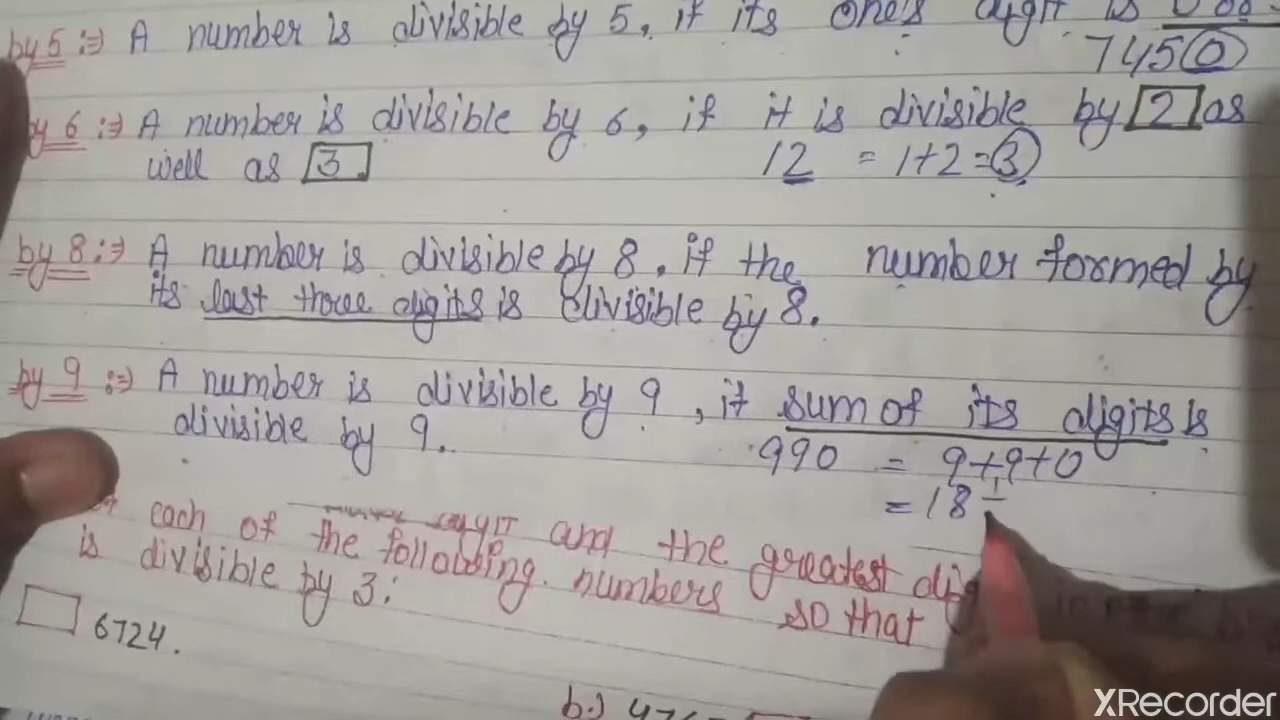 by 5 :⇒ A number is divisible by 5, if its one's digit is
7450
by 6 :⇒ A number is divisible by 6, if it is divisible by 2 as
well as 3
12 = 1+2=3
by 8 :⇒ A number is divisible by 8, if the number formed by
its last three digits is divisible by 8.
by 9 :⇒ A number is divisible by 9, if sum of its digits is
divisible by 9.
990 = 9+9+0
= 18 ÷
digit and the greatest
each of the following numbers so that
is divisible by 3:
6724.
b.)
XRecorder